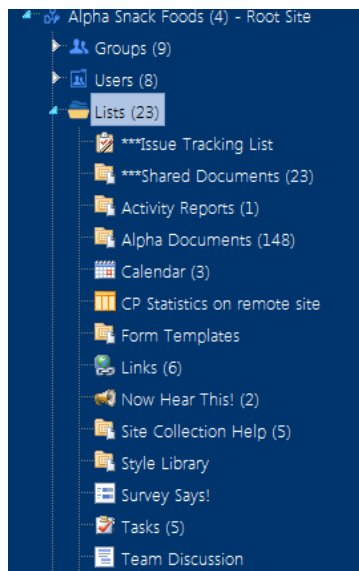 Alpha Snack Foods (4) - Root Site
Groups (9)
Users (8)
Lists (23)
***Issue Tracking List
***Shared Documents (23)
Activity Reports (1)
Alpha Documents (148)
Calendar (3)
CP Statistics on remote site
Form Templates
Links (6)
Now Hear This! (2)
Site Collection Help (5)
Style Library
Survey Says!
Tasks (5)
Team Discussion